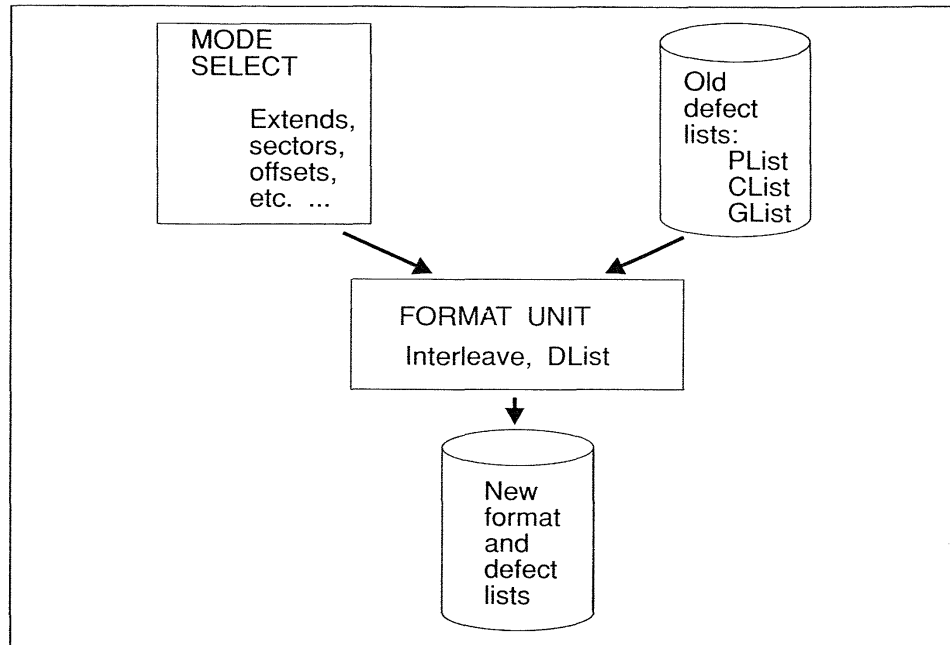 MODE
SELECT
Extends,
sectors,
offsets,
etc. ...
Old
defect
lists:
PList
CList
GList
FORMAT UNIT
Interleave, DList
New
format
and
defect
lists